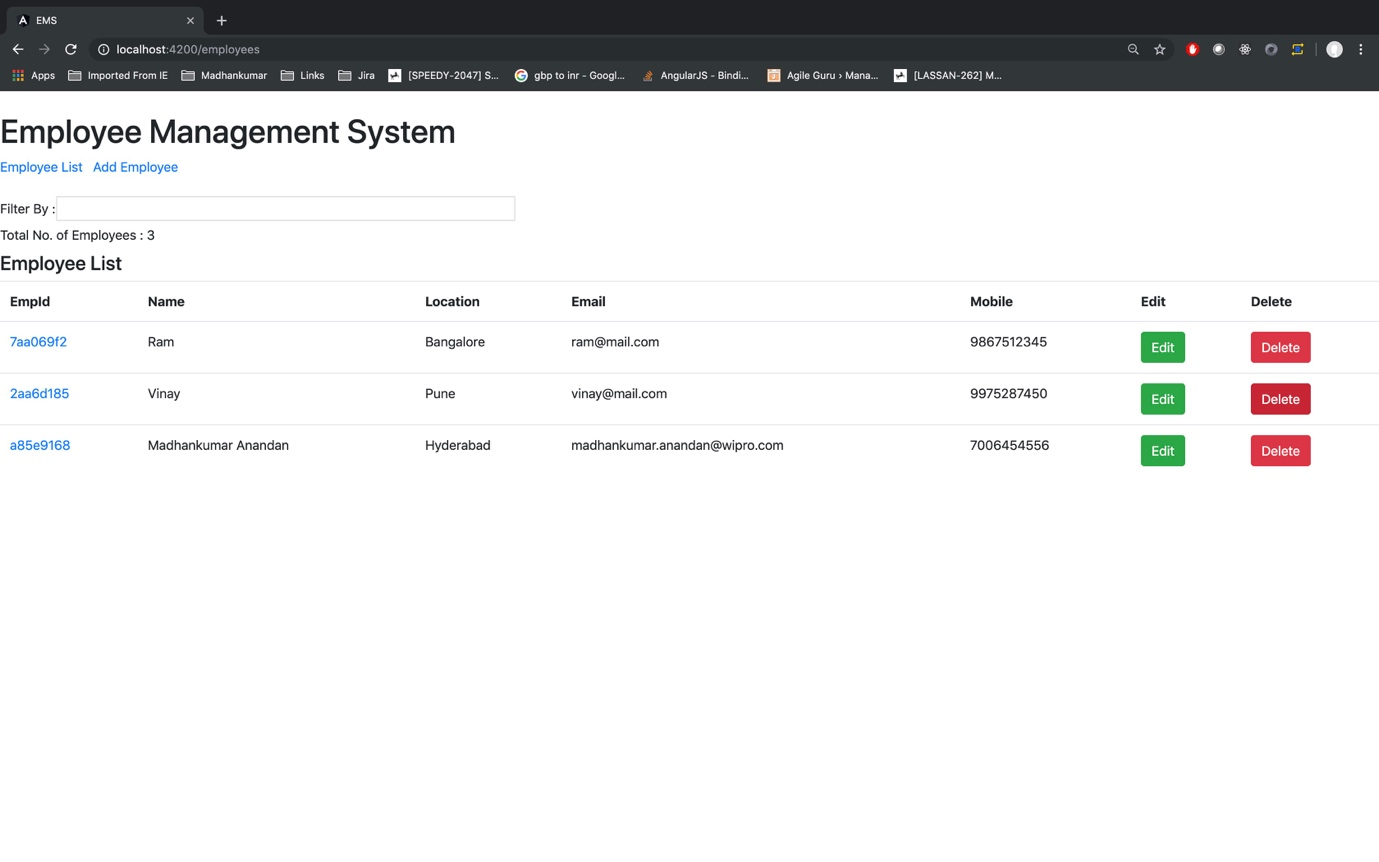 EMS
localhost:4200/employees
Apps Imported From IE Madhankumar Links Jira [SPEEDY-2047] S... gbp to inr - Googl... AngularJS - Bindi... Agile Guru › Mana... [LASSAN-262] M...
Employee Management System
Employee List Add Employee
Filter By :
Total No. of Employees : 3
Employee List
EmpId Name Location Email Mobile Edit Delete
7aa069f2 Ram Bangalore ram@mail.com 9867512345 Edit Delete
2aa6d185 Vinay Pune vinay@mail.com 9975287450 Edit Delete
a85e9168 Madhankumar Anandan Hyderabad madhankumar.anandan@wipro.com 7006454556 Edit Delete